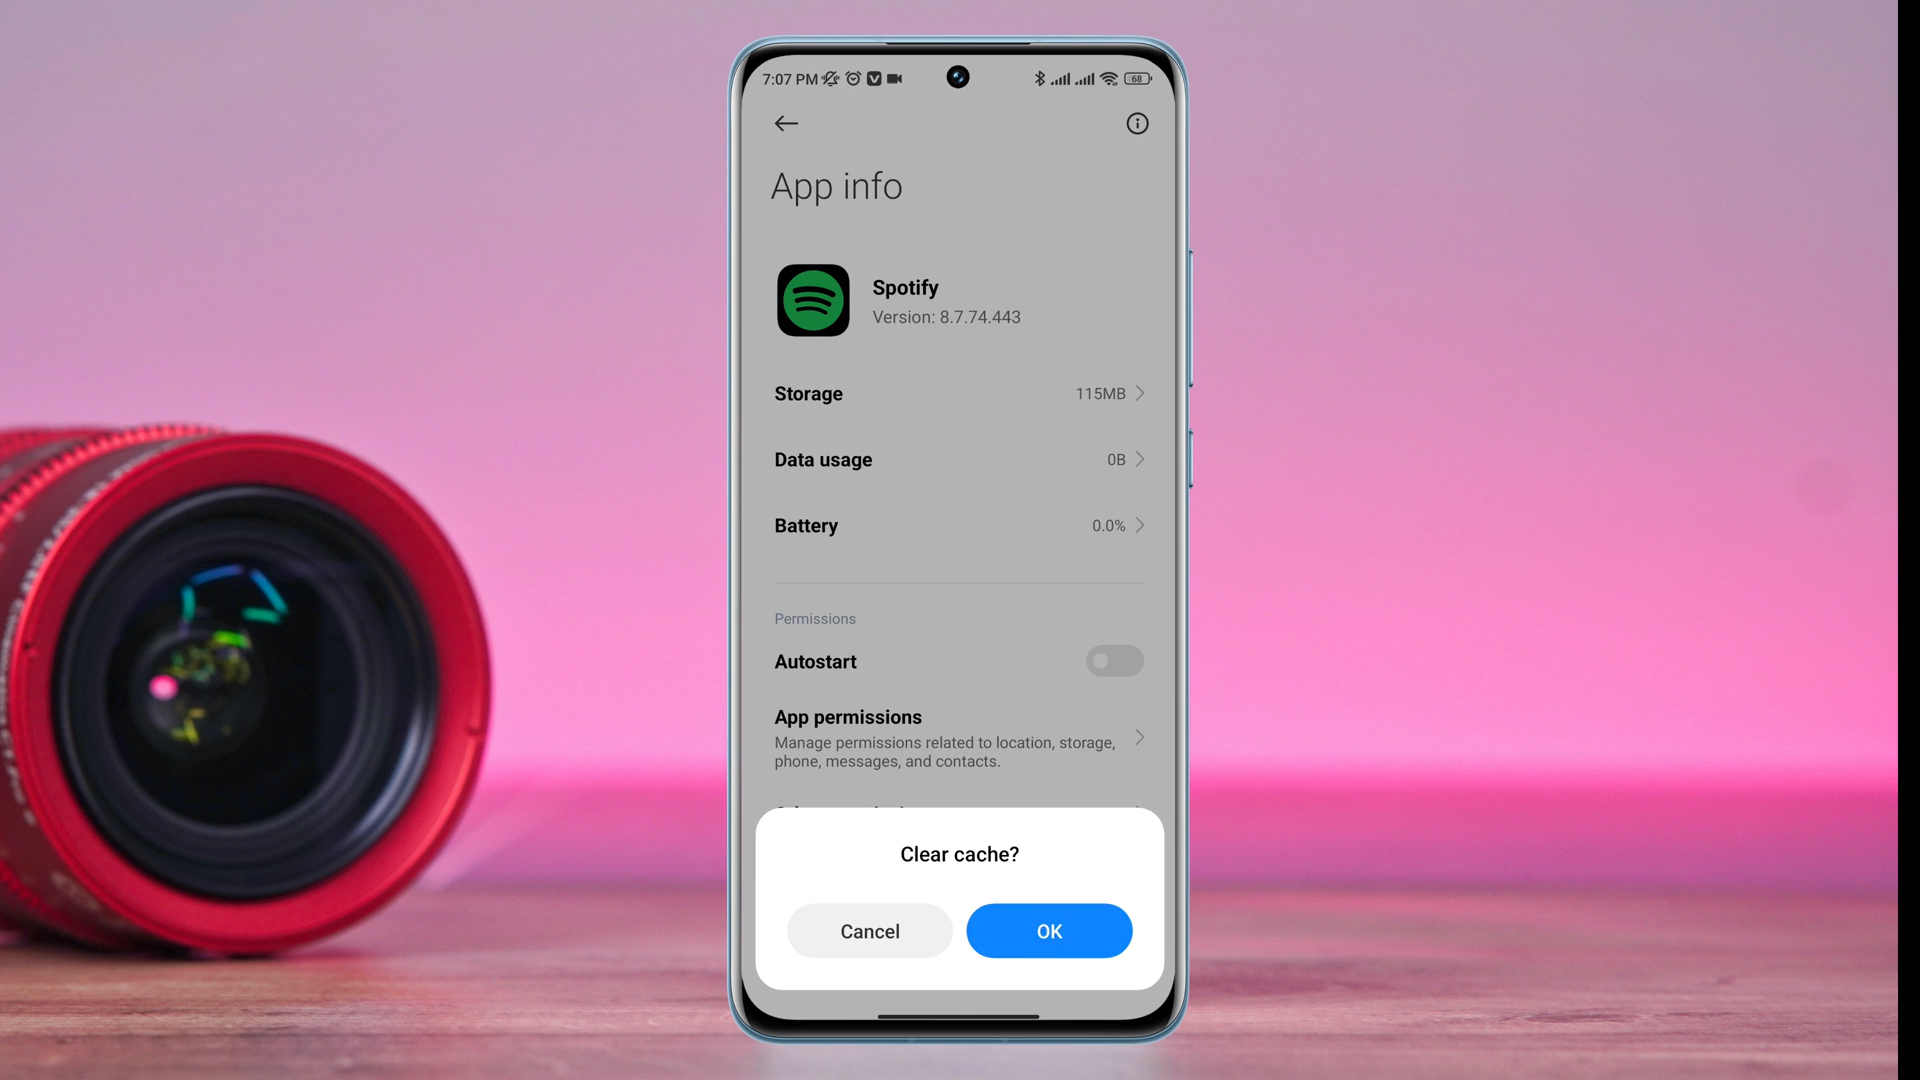 7:07 PM
68
App info
Spotify
Version: 8.7.74.443
Storage 115MB
Data usage 0B
Battery 0.0%
Permissions
Autostart
App permissions
Manage permissions related to location, storage,
phone, messages, and contacts.
Clear cache?
Cancel OK